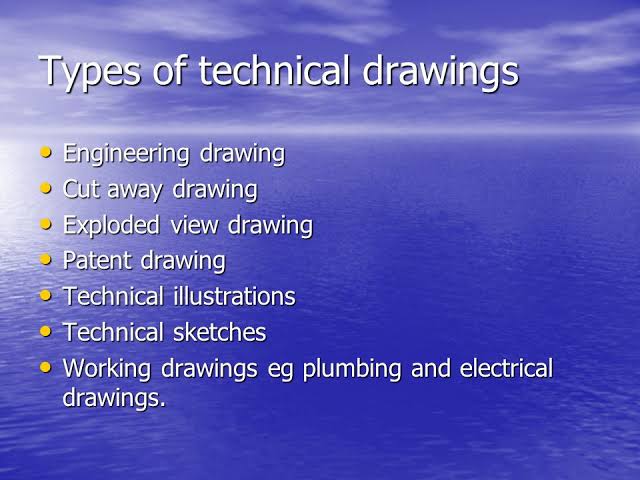 Types of technical drawings
• Engineering drawing
• Cut away drawing
• Exploded view drawing
• Patent drawing
• Technical illustrations
• Technical sketches
• Working drawings eg plumbing and electrical
drawings.